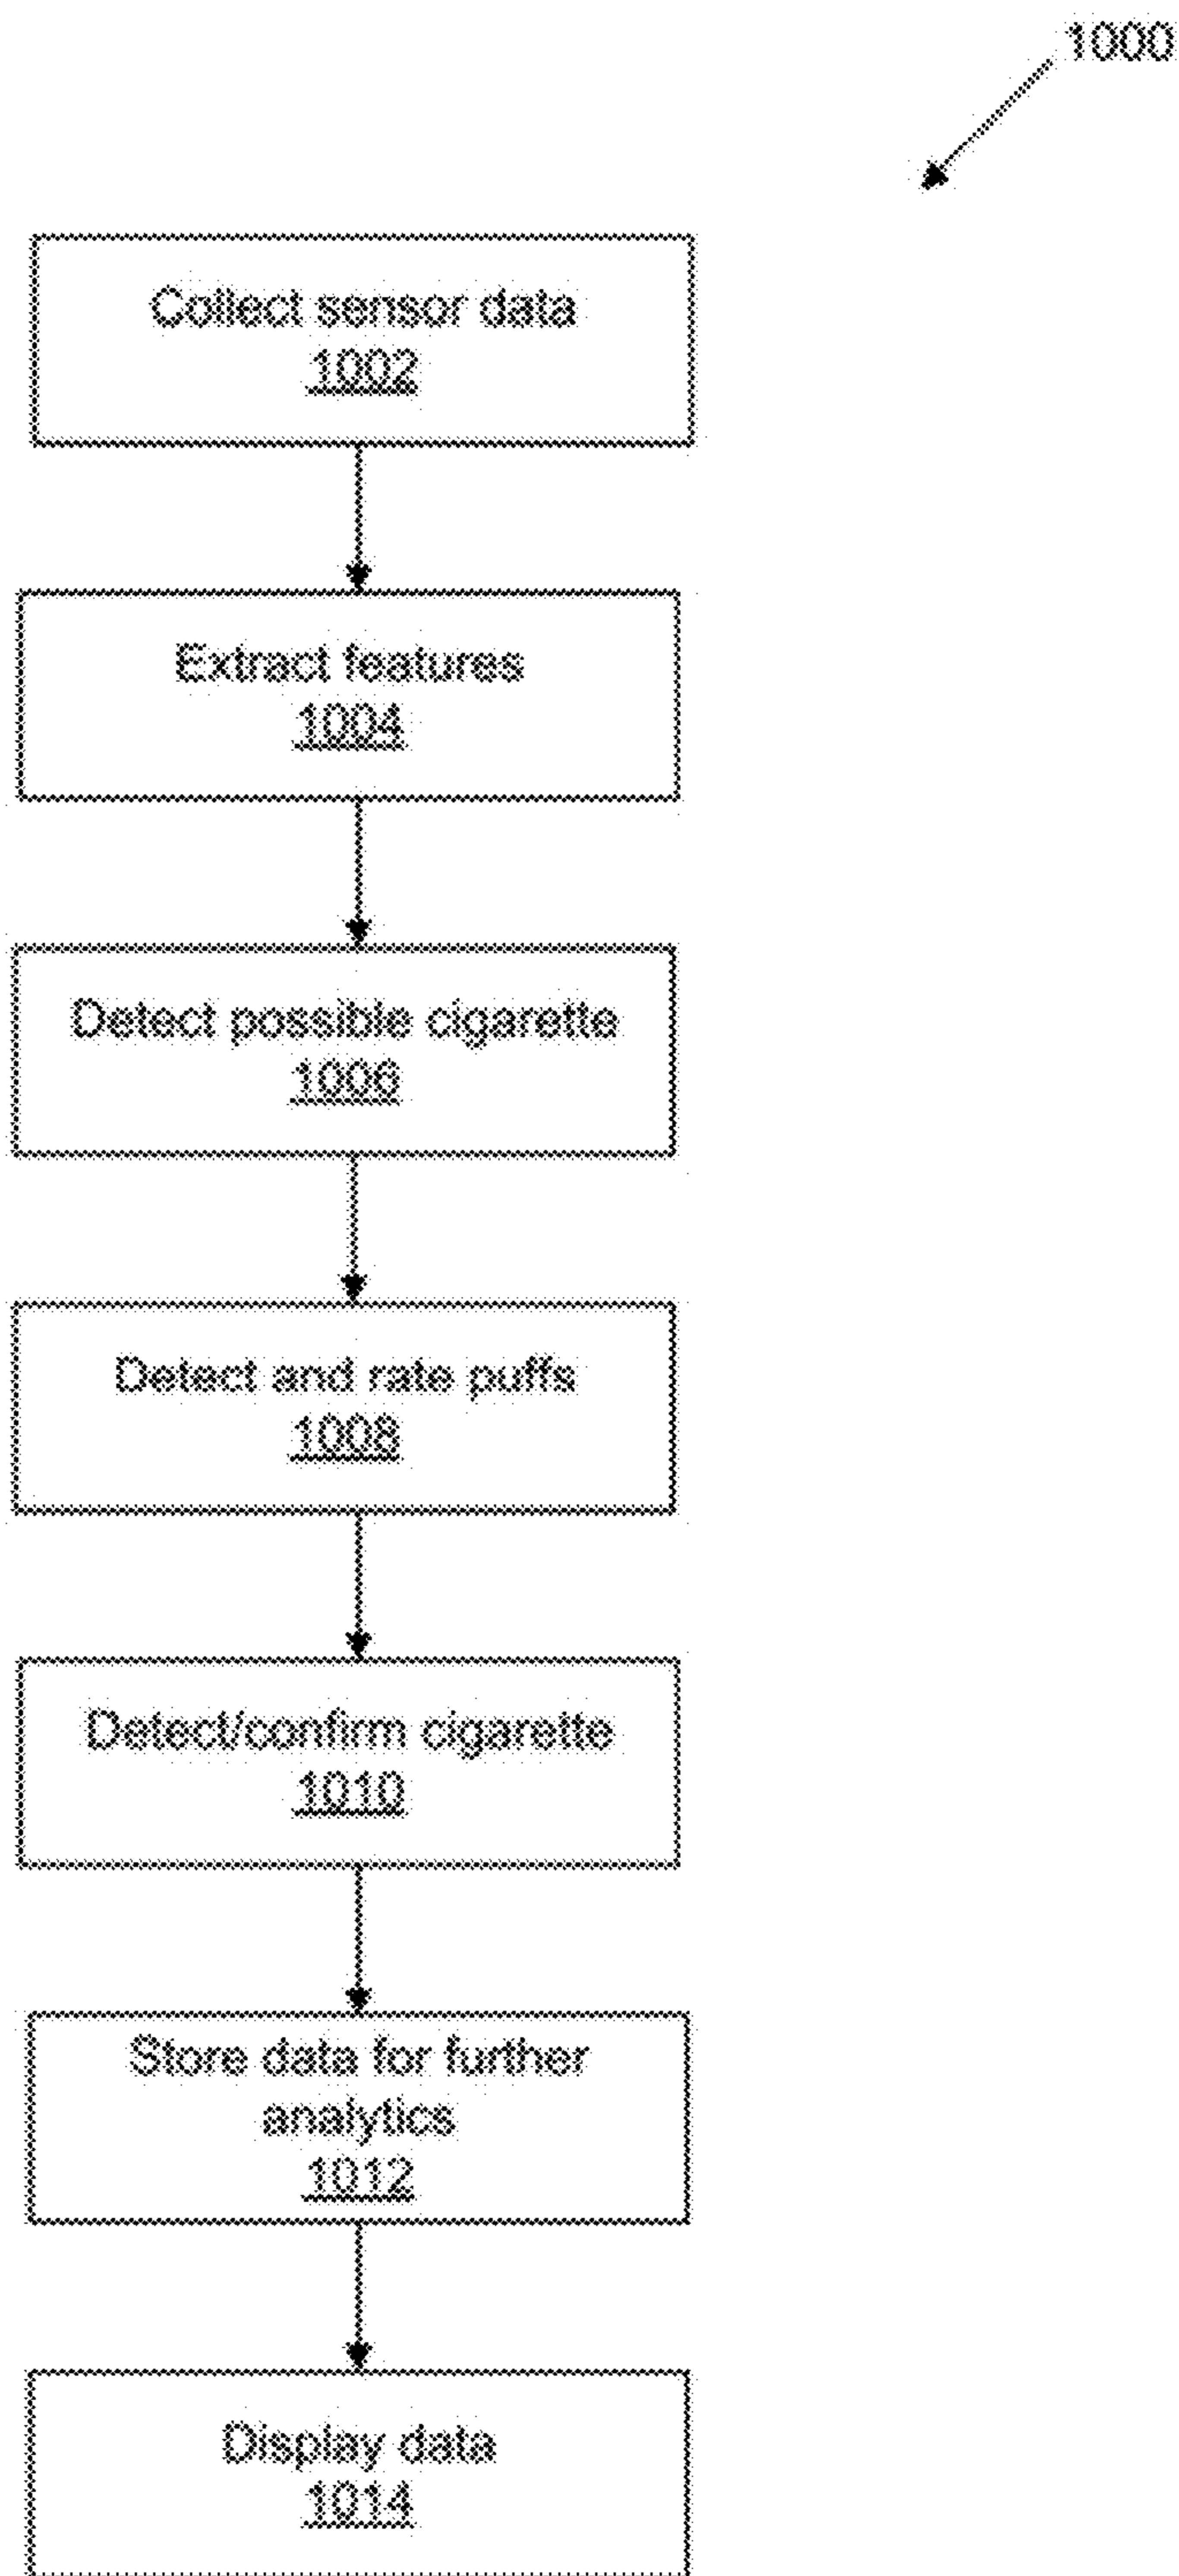 1000
Collect sensor data
1002
Extract features
1004
Detect possible cigarette
1006
Detect and rate puffs
1008
Detect/confirm cigarette
1010
Store data for further
analytics
1012
Display data
1014